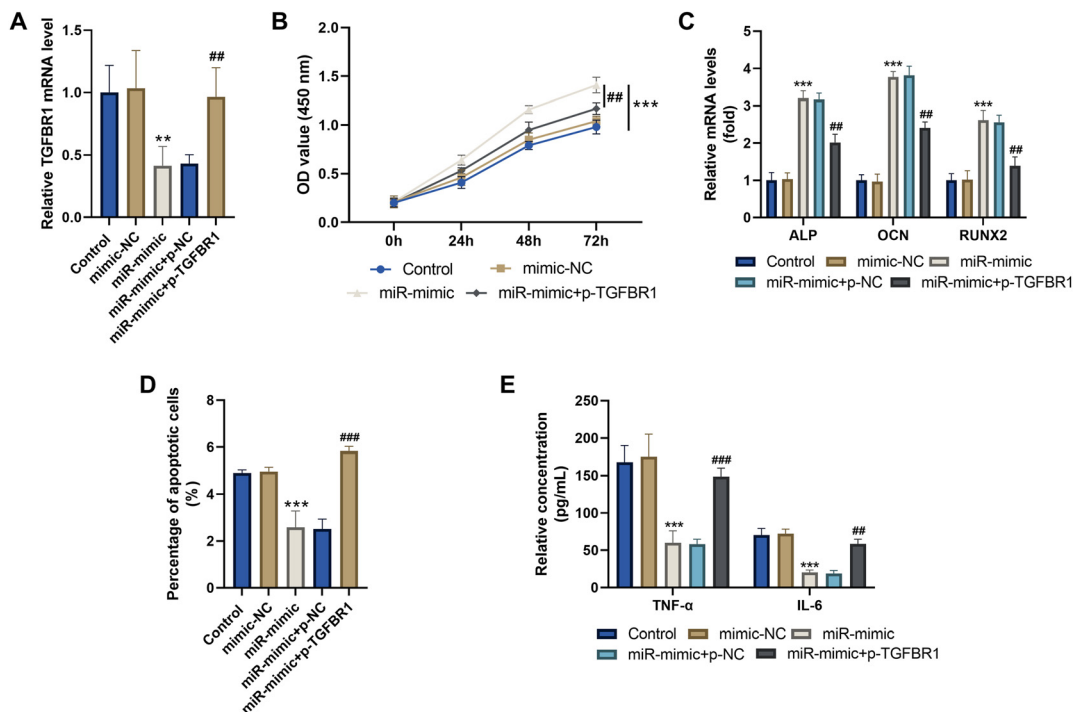 A
Relative TGFBR1 mRNA level
1.5
1.0
0.5
0.0
##
**
Control
mimic-NC
miR-mimic
miR-mimic+p-NC
miR-mimic+p-TGFBR1
B
OD value (450 nm)
2.0
1.5
1.0
0.5
0.0
##
***
0h 24h 48h 72h
Control mimic-NC
miR-mimic miR-mimic+p-TGFBR1
C
Relative mRNA levels
(fold)
5
4
3
2
1
0
*** ## *** ## *** ##
ALP OCN RUNX2
Control mimic-NC miR-mimic
miR-mimic+p-NC miR-mimic+p-TGFBR1
D
Percentage of apoptotic cells
(%)
8
6
4
2
0
***
###
Control
mimic-NC
miR-mimic
miR-mimic+p-NC
miR-mimic+p-TGFBR1
E
Relative concentration
(pg/mL)
250
200
150
100
50
0
*** ### *** ##
TNF-α IL-6
Control mimic-NC miR-mimic
miR-mimic+p-NC miR-mimic+p-TGFBR1